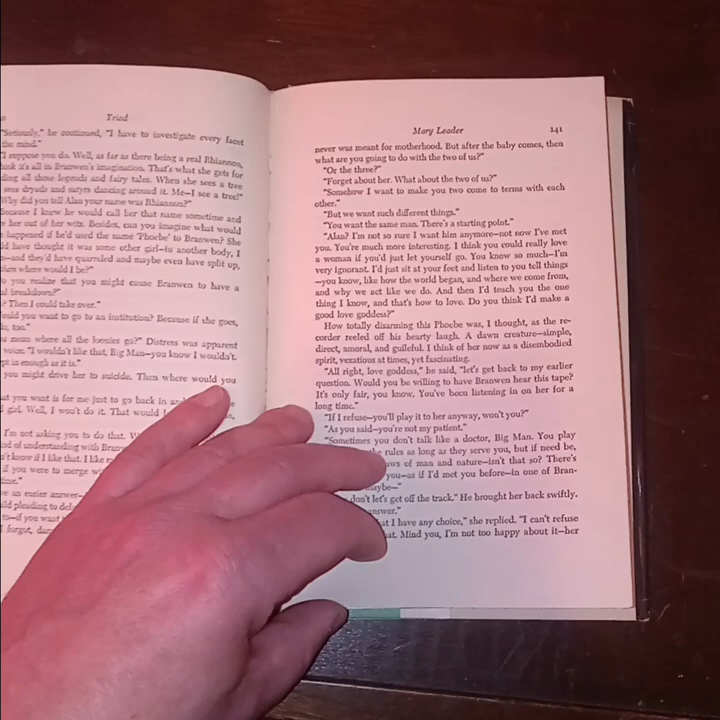 Triad
"Seriously," he continued, "I have to investigate every facet
the mind."
"I suppose you do. Well, as far as there being a real Rhiannon,
it's all in Branwen's imagination. That's what she gets for
ding all those legends and fairy tales. When she sees a tree
sees dryads and satyrs dancing around it. Me—I see a tree!"
Why did you tell Alan your name was Rhiannon?"
Because I knew he would call her that name sometime and
her out of her wits. Besides, can you imagine what would
happened if he'd used the name 'Phoebe' to Branwen? She
ld have thought it was some other girl—in another body, I
—and they'd have quarreled and maybe even have split up,
then where would I be?"
you realize that you might cause Branwen to have a
al breakdown?"
? Then I could take over."
ould you want to go to an institution? Because if she goes,
o, too."
mean where all the loonies go?" Distress was apparent
voice. "I wouldn't like that, Big Man—you know I wouldn't.
is enough as it is."
you might drive her to suicide. Then where would you
you want is for me just to go back in
girl. Well, I won't do it. That would
I'm not asking you to do that.
nd of understanding with
know if I like that. I like
if you were to merge
time."
an easier answer—
ld pleading to
to—if you want
I forgot,
Mary Leader 241
never was meant for motherhood. But after the baby comes, then
what are you going to do with the two of us?"
"Or the three?"
"Forget about her. What about the two of us?"
"Somehow I want to make you two come to terms with each
other."
"But we want such different things."
"You want the same man. There's a starting point."
"Alan? I'm not so sure I want him anymore—not now I've met
you. You're much more interesting. I think you could really love
a woman if you'd just let yourself go. You know so much—I'm
very ignorant. I'd just sit at your feet and listen to you tell things
—you know, like how the world began, and where we come from,
and why we act like we do. And then I'd teach you the one
thing I know, and that's how to love. Do you think I'd make a
good love goddess?"
How totally disarming this Phoebe was, I thought, as the re-
corder reeled off his hearty laugh. A dawn creature—simple,
direct, amoral, and guileful. I think of her now as a disembodied
spirit, vexatious at times, yet fascinating.
"All right, love goddess," he said, "let's get back to my earlier
question. Would you be willing to have Branwen hear this tape?
It's only fair, you know. You've been listening in on her for a
long time."
"If I refuse—you'll play it to her anyway, won't you?"
"As you said—you're not my patient."
"Sometimes you don't talk like a doctor, Big Man. You play
the rules as long as they serve you, but if need be,
aws of man and nature—isn't that so? There's
you—as if I'd met you before—in one of Bran-
maybe—"
don't let's get off the track." He brought her back swiftly.
answer."
at I have any choice," she replied. "I can't refuse
at. Mind you, I'm not too happy about it—her